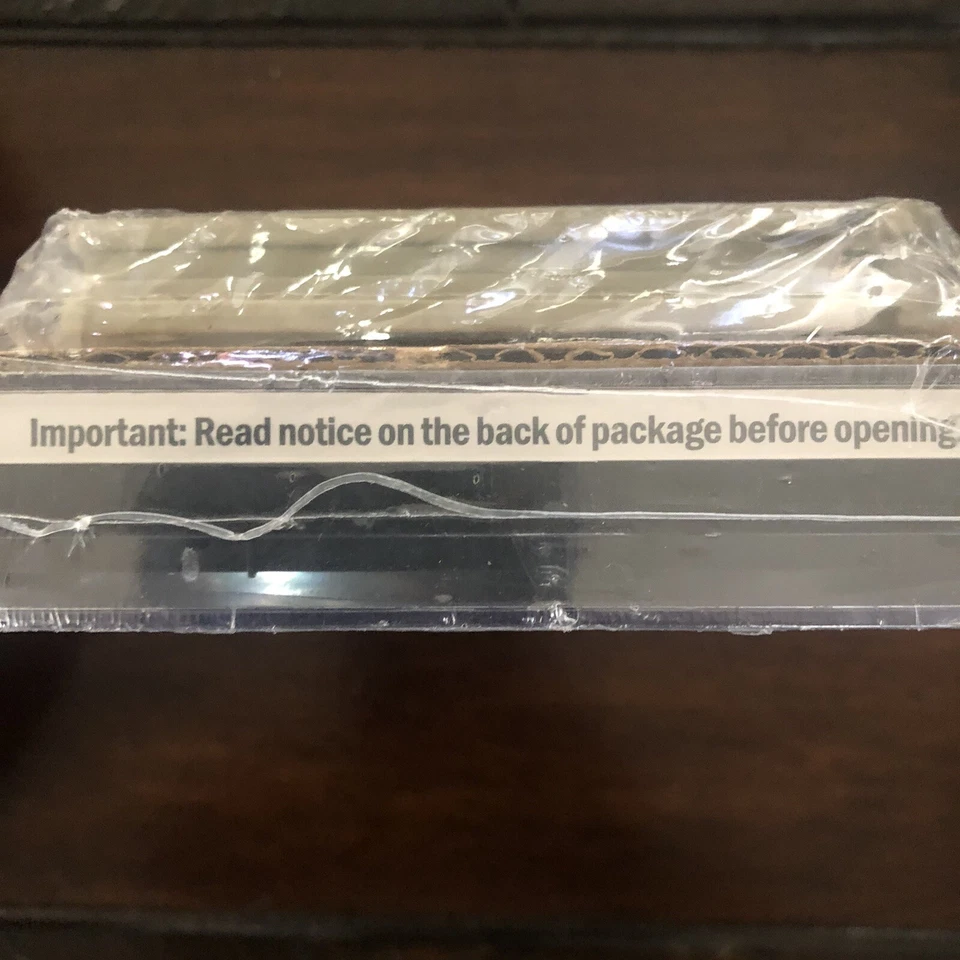 Important: Read notice on the back of package before opening.